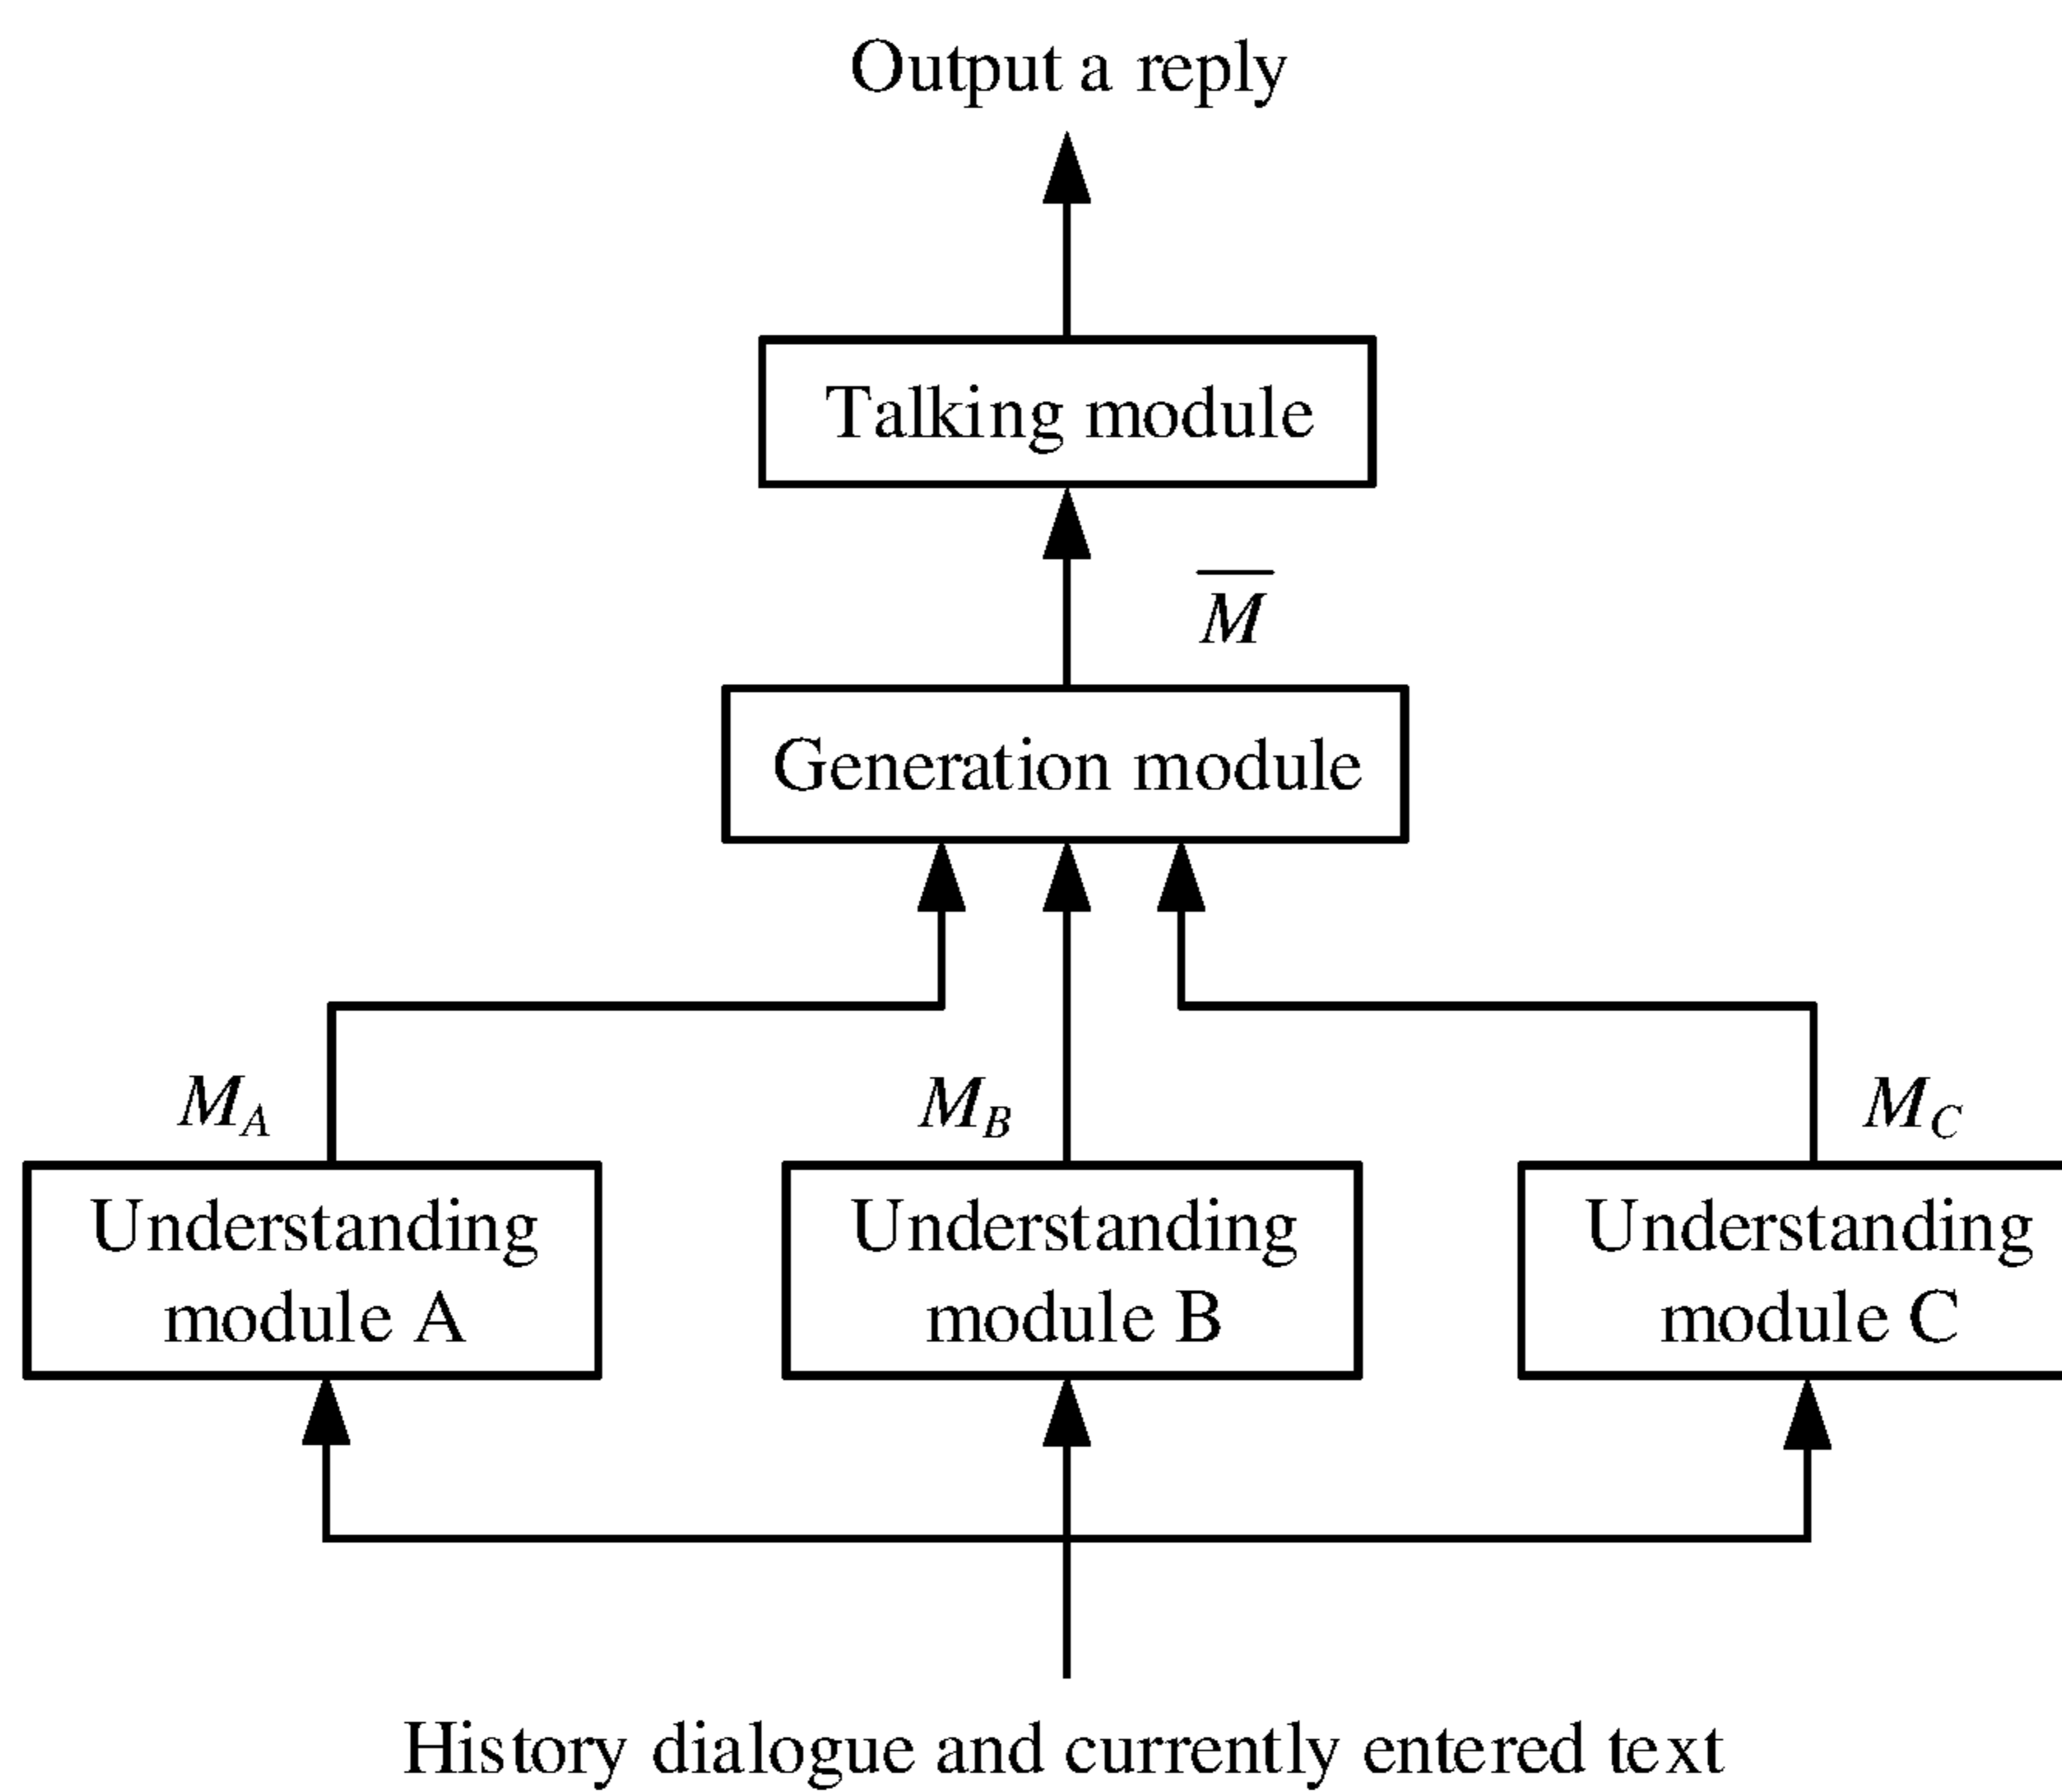 Output a reply
Talking module
M̅
Generation module
M_A
M_B
M_C
Understanding
module A
Understanding
module B
Understanding
module C
History dialogue and currently entered text